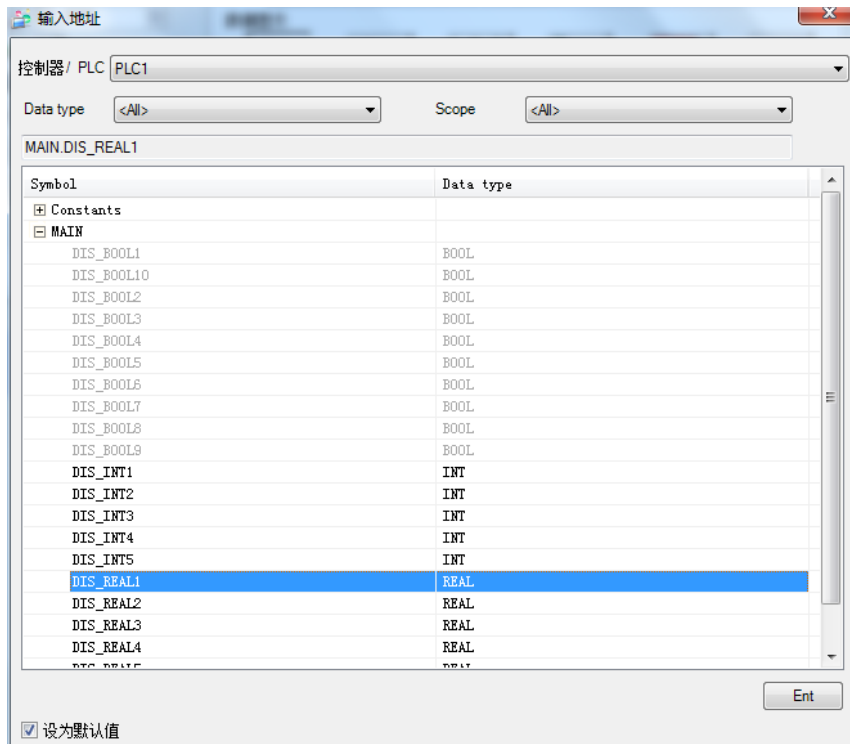 输入地址
控制器/ PLC PLC1
Data type <All> Scope <All>
MAIN.DIS_REAL1
Symbol Data type
Constants
MAIN
DIS_BOOL1 BOOL
DIS_BOOL10 BOOL
DIS_BOOL2 BOOL
DIS_BOOL3 BOOL
DIS_BOOL4 BOOL
DIS_BOOL5 BOOL
DIS_BOOL6 BOOL
DIS_BOOL7 BOOL
DIS_BOOL8 BOOL
DIS_BOOL9 BOOL
DIS_INT1 INT
DIS_INT2 INT
DIS_INT3 INT
DIS_INT4 INT
DIS_INT5 INT
DIS_REAL1 REAL
DIS_REAL2 REAL
DIS_REAL3 REAL
DIS_REAL4 REAL
Ent
设为默认值